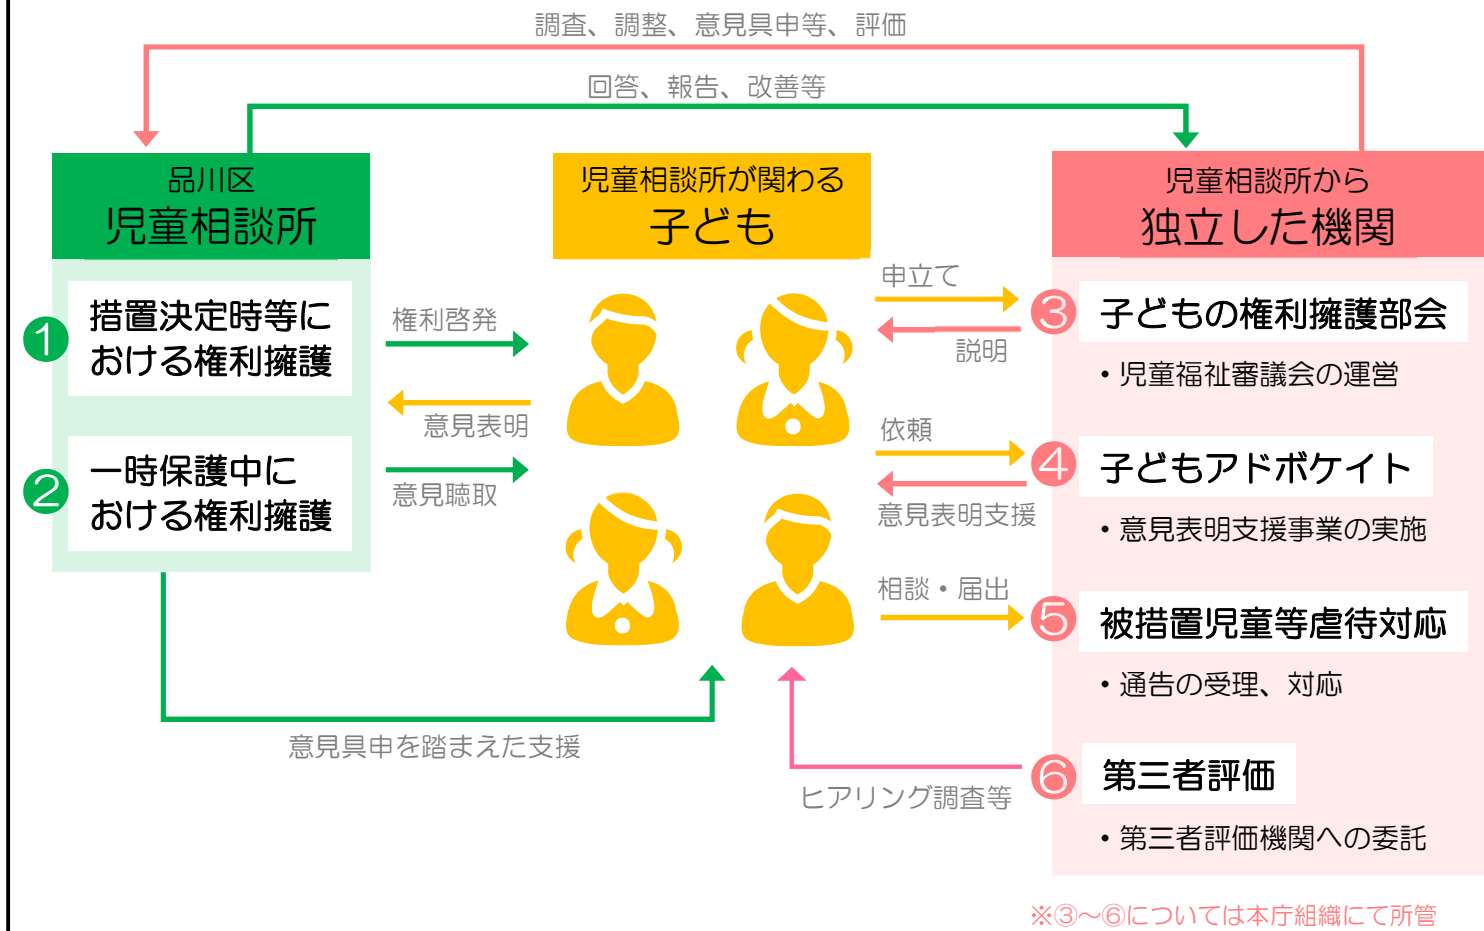 調査、調整、意見具申等、評価
回答、報告、改善等
品川区
児童相談所
❶
措置決定時等に
おける権利擁護
❷
一時保護中に
おける権利擁護
児童相談所が関わる
子ども
権利啓発
意見表明
意見聴取
意見具申を踏まえた支援
申立て
説明
依頼
意見表明支援
相談・届出
ヒアリング調査等
児童相談所から
独立した機関
❸
子どもの権利擁護部会
・児童福祉審議会の運営
❹
子どもアドボケイト
・意見表明支援事業の実施
❺
被措置児童等虐待対応
・通告の受理、対応
❻
第三者評価
・第三者評価機関への委託
※③～⑥については本庁組織にて所管